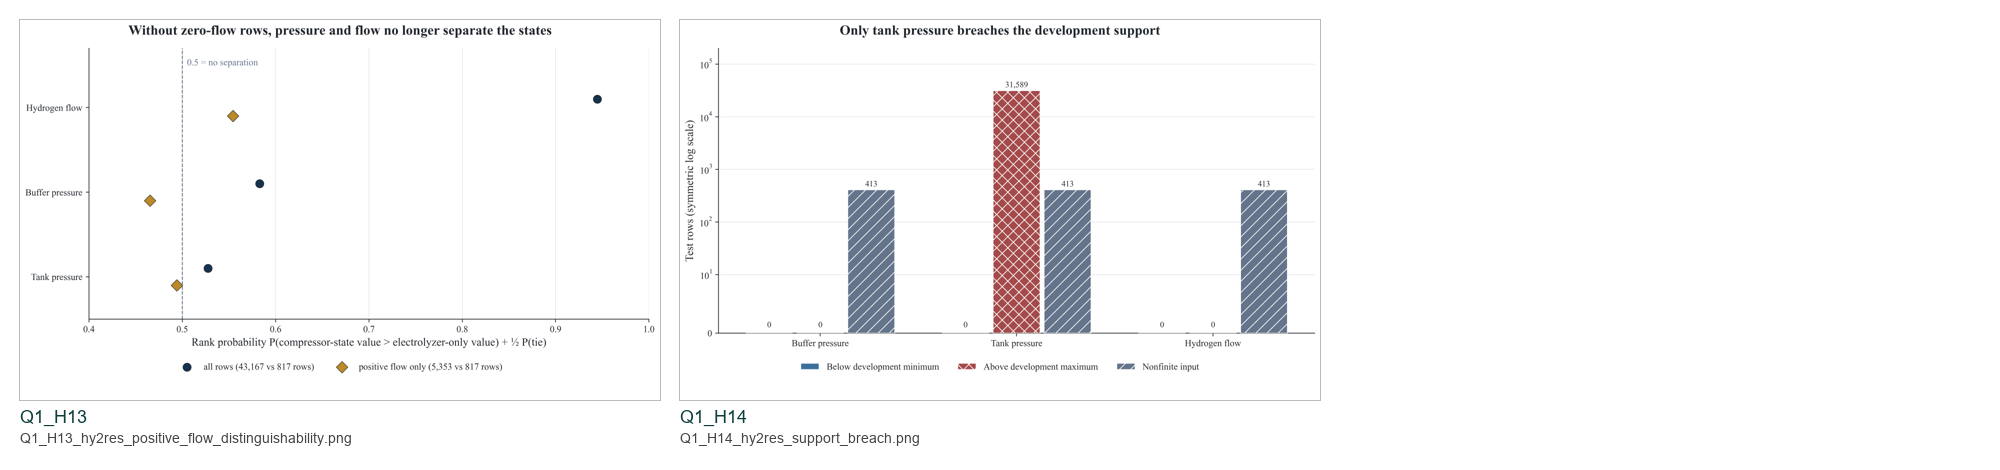 Without zero-flow rows, pressure and flow no longer separate the states
0.5 = no separation
Hydrogen flow
Buffer pressure
Tank pressure
0.4 0.5 0.6 0.7 0.8 0.9 1.0
Rank probability P(compressor-state value > electrolyzer-only value) + ½ P(tie)
all rows (43,167 vs 817 rows) positive flow only (5,353 vs 817 rows)
Q1_H13
Q1_H13_hy2res_positive_flow_distinguishability.png
Only tank pressure breaches the development support
Test rows (symmetric log scale)
10⁵
10⁴
10³
10²
10¹
0
0 0 413
0 31,589 413
0 0 413
Buffer pressure Tank pressure Hydrogen flow
Below development minimum Above development maximum Nonfinite input
Q1_H14
Q1_H14_hy2res_support_breach.png